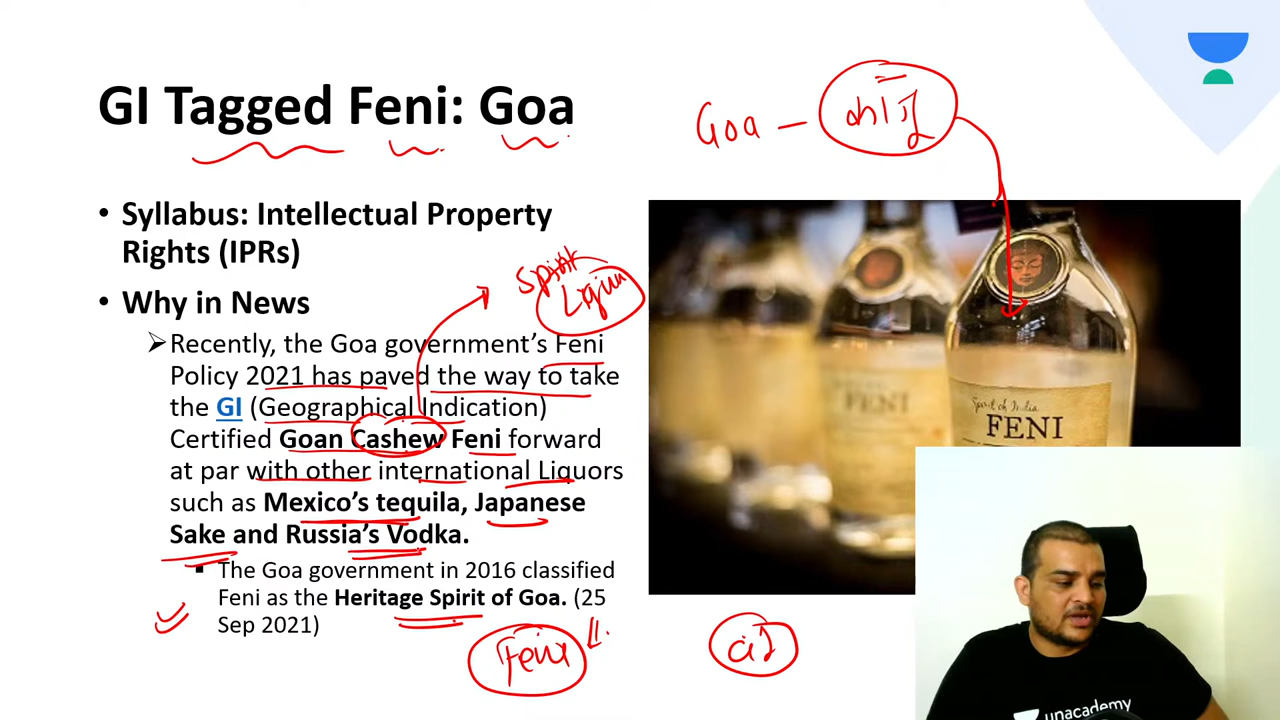 GI Tagged Feni: Goa
Goa - काजू
• Syllabus: Intellectual Property
Rights (IPRs)
• Why in News
Spirit
Recently, the Goa government's Feni
Policy 2021 has paved the way to take
the GI (Geographical Indication)
Certified Goan Cashew Feni forward
at par with other international Liquors
such as Mexico's tequila, Japanese
Sake and Russia's Vodka.
The Goa government in 2016 classified
Feni as the Heritage Spirit of Goa. (25
Sep 2021)
Feni
Spirit of India
FENI
FENI
unacademy